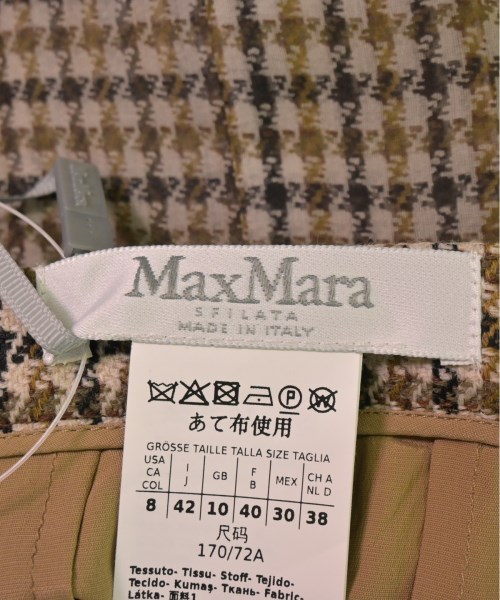 MaxMara
SFILATA
MADE IN ITALY
P W
あて布使用
GRÖSSE TAILLE TALLA SIZE TAGLIA
USA CA COL | I J | GB | F B | MEX | CH A NL D
8 | 42 | 10 | 40 | 30 | 38
尺码
170/72A
Tessuto- Tissu- Stoff- Tejido-
Tecido- Kumaş- Ткань- Fabric-
Látka- 面料1